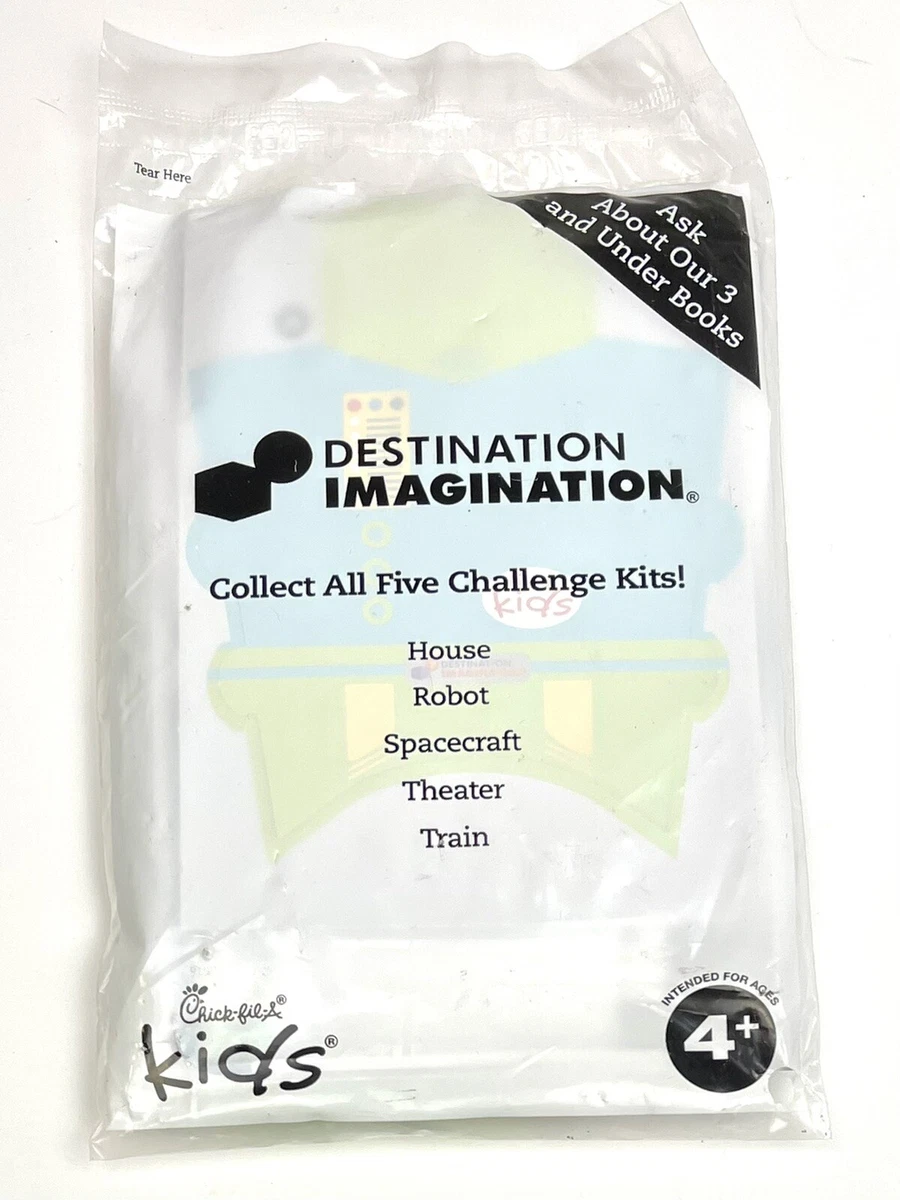 Tear Here
Ask
About Our 3
and Under Books
DESTINATION
IMAGINATION®
Collect All Five Challenge Kits!
kids
House
DESTINATION
IMAGINATION
Robot
Spacecraft
Theater
Train
Chick-fil-A®
kids®
INTENDED FOR AGES
4+